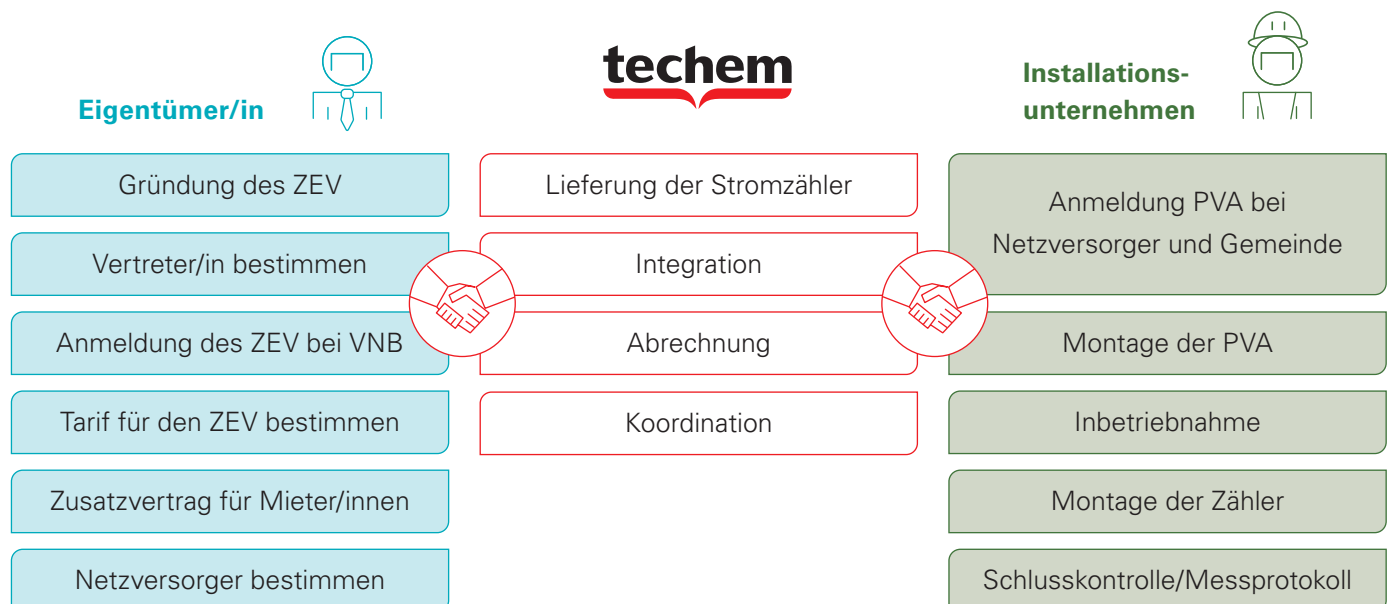 Eigentümer/in
Gründung des ZEV
Vertreter/in bestimmen
Anmeldung des ZEV bei VNB
Tarif für den ZEV bestimmen
Zusatzvertrag für Mieter/innen
Netzversorger bestimmen
techem
Lieferung der Stromzähler
Integration
Abrechnung
Koordination
Installations-
unternehmen
Anmeldung PVA bei
Netzversorger und Gemeinde
Montage der PVA
Inbetriebnahme
Montage der Zähler
Schlusskontrolle/Messprotokoll